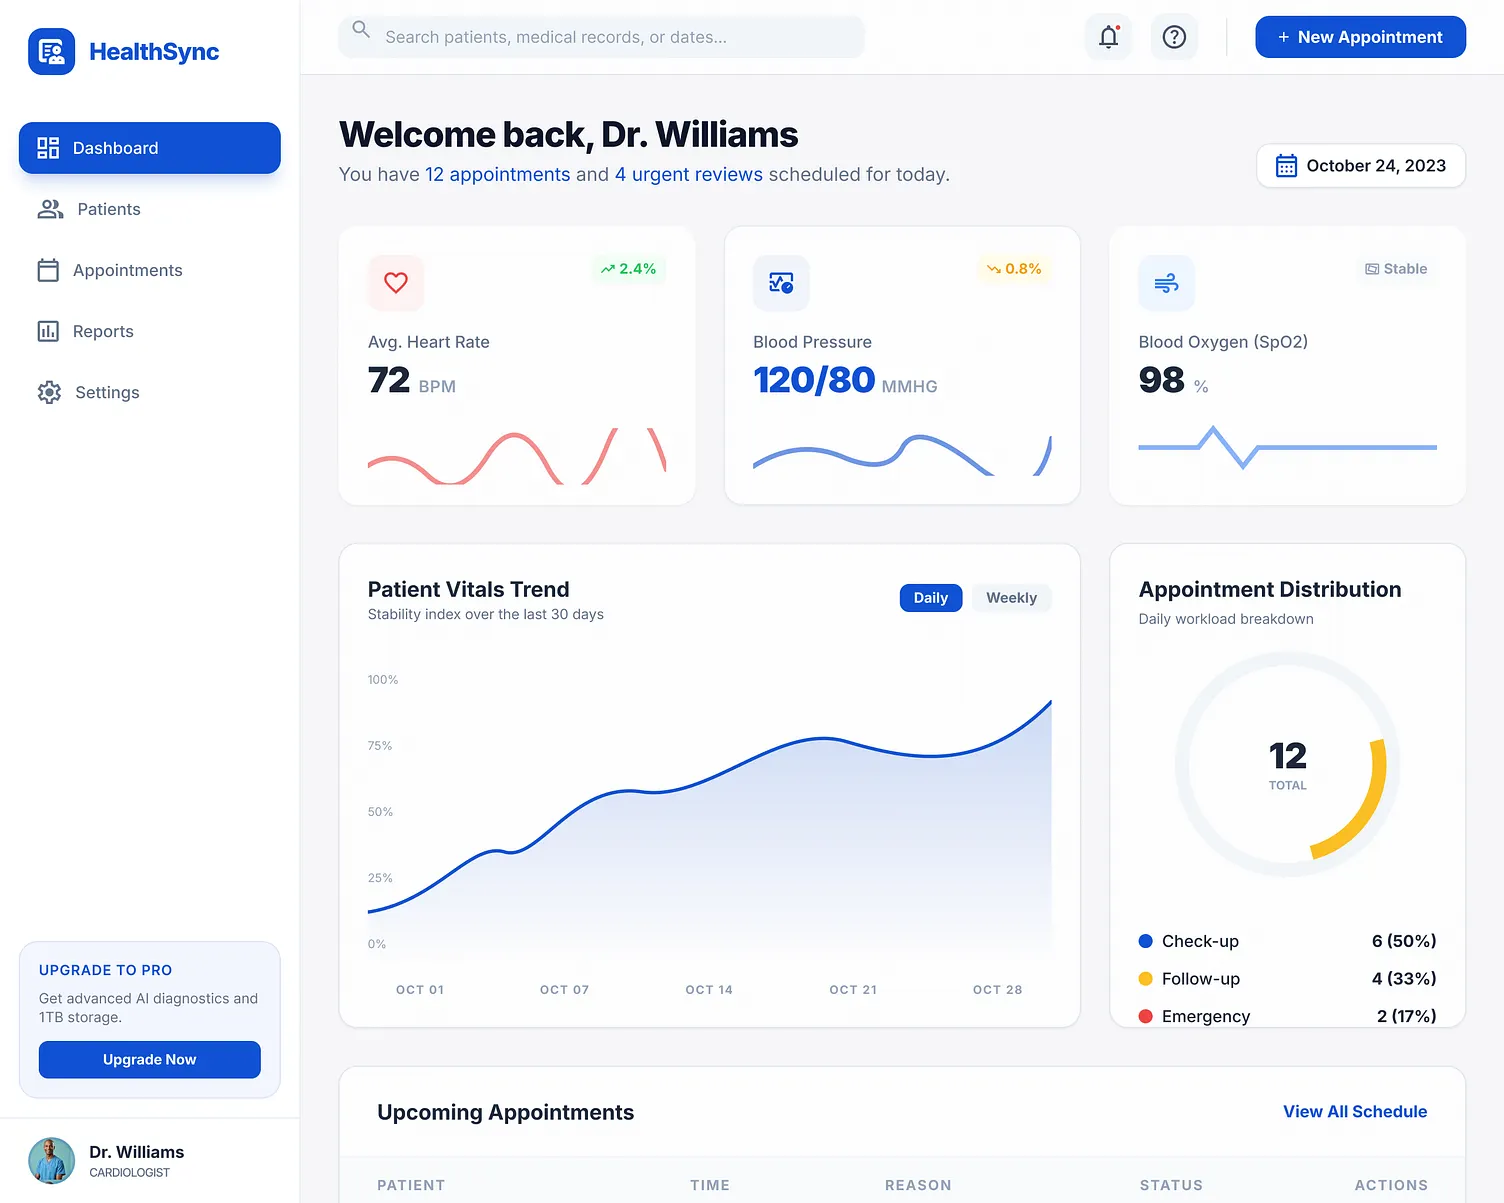 HealthSync
Dashboard
Patients
Appointments
Reports
Settings
UPGRADE TO PRO
Get advanced AI diagnostics and
1TB storage.
Upgrade Now
Dr. Williams
CARDIOLOGIST
Search patients, medical records, or dates...
+ New Appointment
Welcome back, Dr. Williams
You have 12 appointments and 4 urgent reviews scheduled for today.
October 24, 2023
2.4%
Avg. Heart Rate
72 BPM
0.8%
Blood Pressure
120/80 MMHG
Stable
Blood Oxygen (SpO2)
98 %
Patient Vitals Trend
Stability index over the last 30 days
Daily
Weekly
100%
75%
50%
25%
0%
OCT 01 OCT 07 OCT 14 OCT 21 OCT 28
Appointment Distribution
Daily workload breakdown
12
TOTAL
Check-up 6 (50%)
Follow-up 4 (33%)
Emergency 2 (17%)
Upcoming Appointments
View All Schedule
PATIENT TIME REASON STATUS ACTIONS